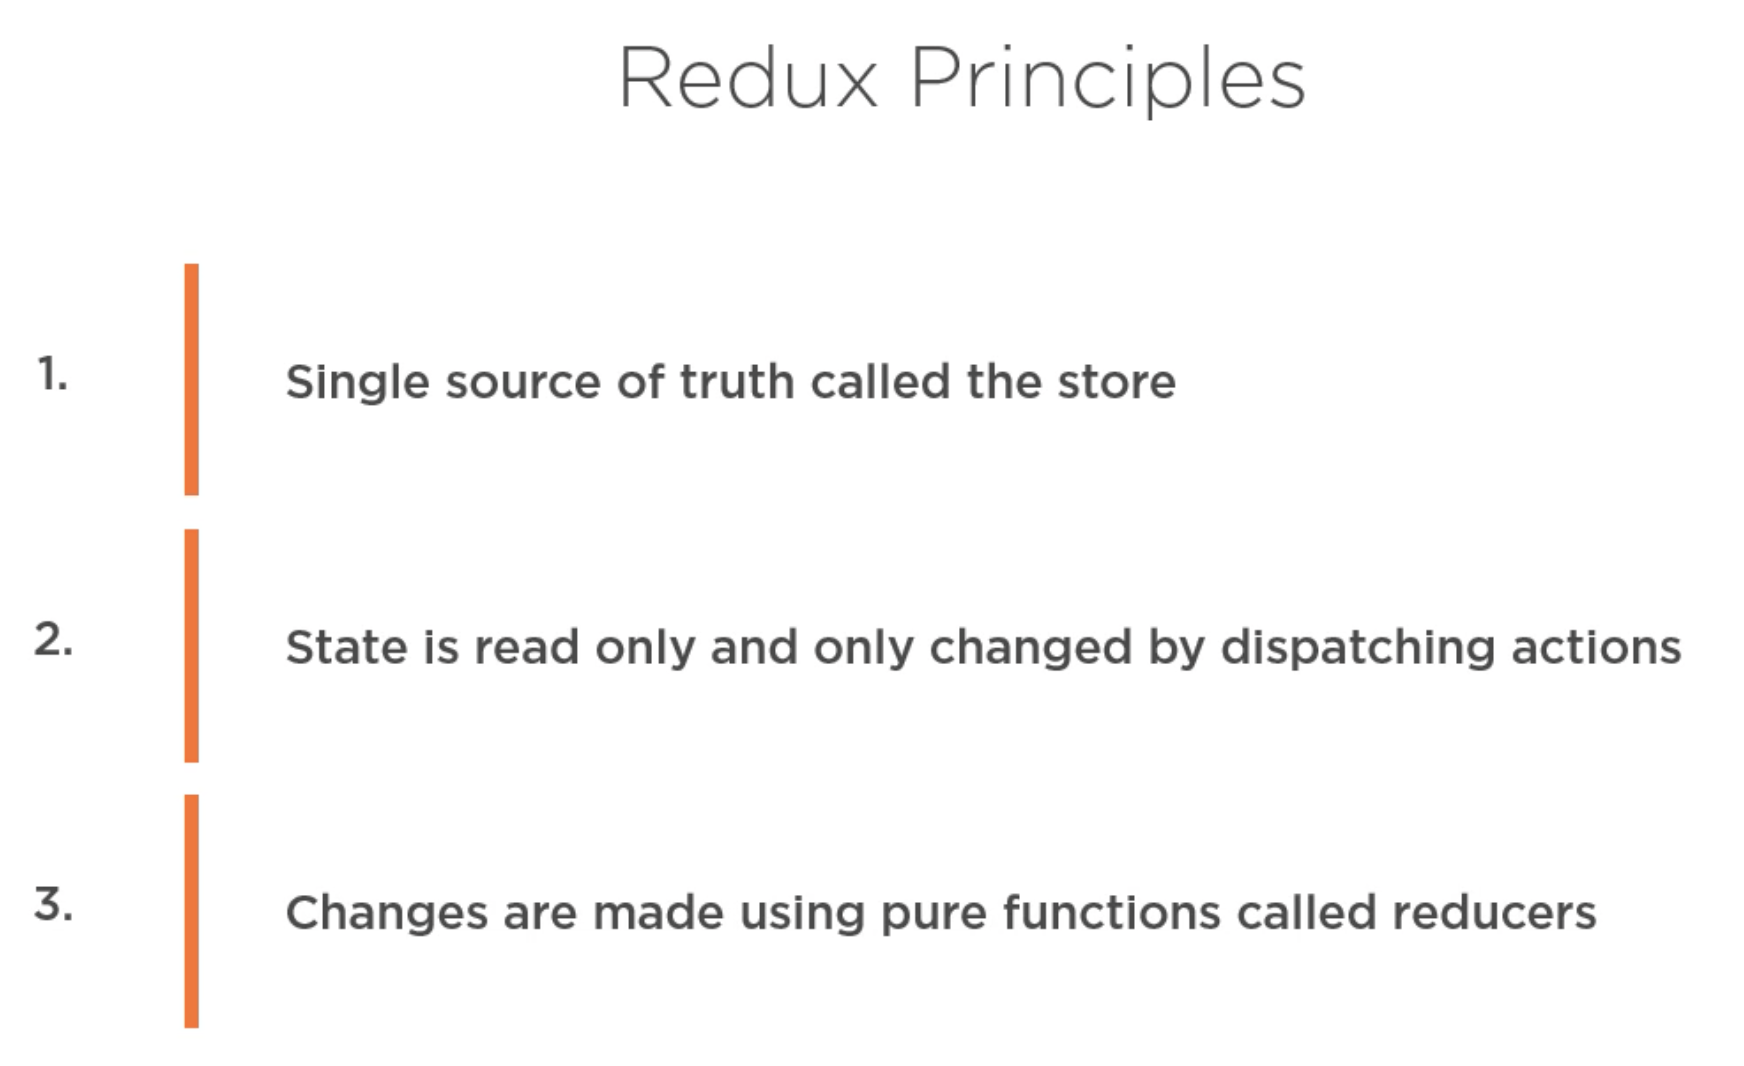 Redux Principles
1. Single source of truth called the store
2. State is read only and only changed by dispatching actions
3. Changes are made using pure functions called reducers